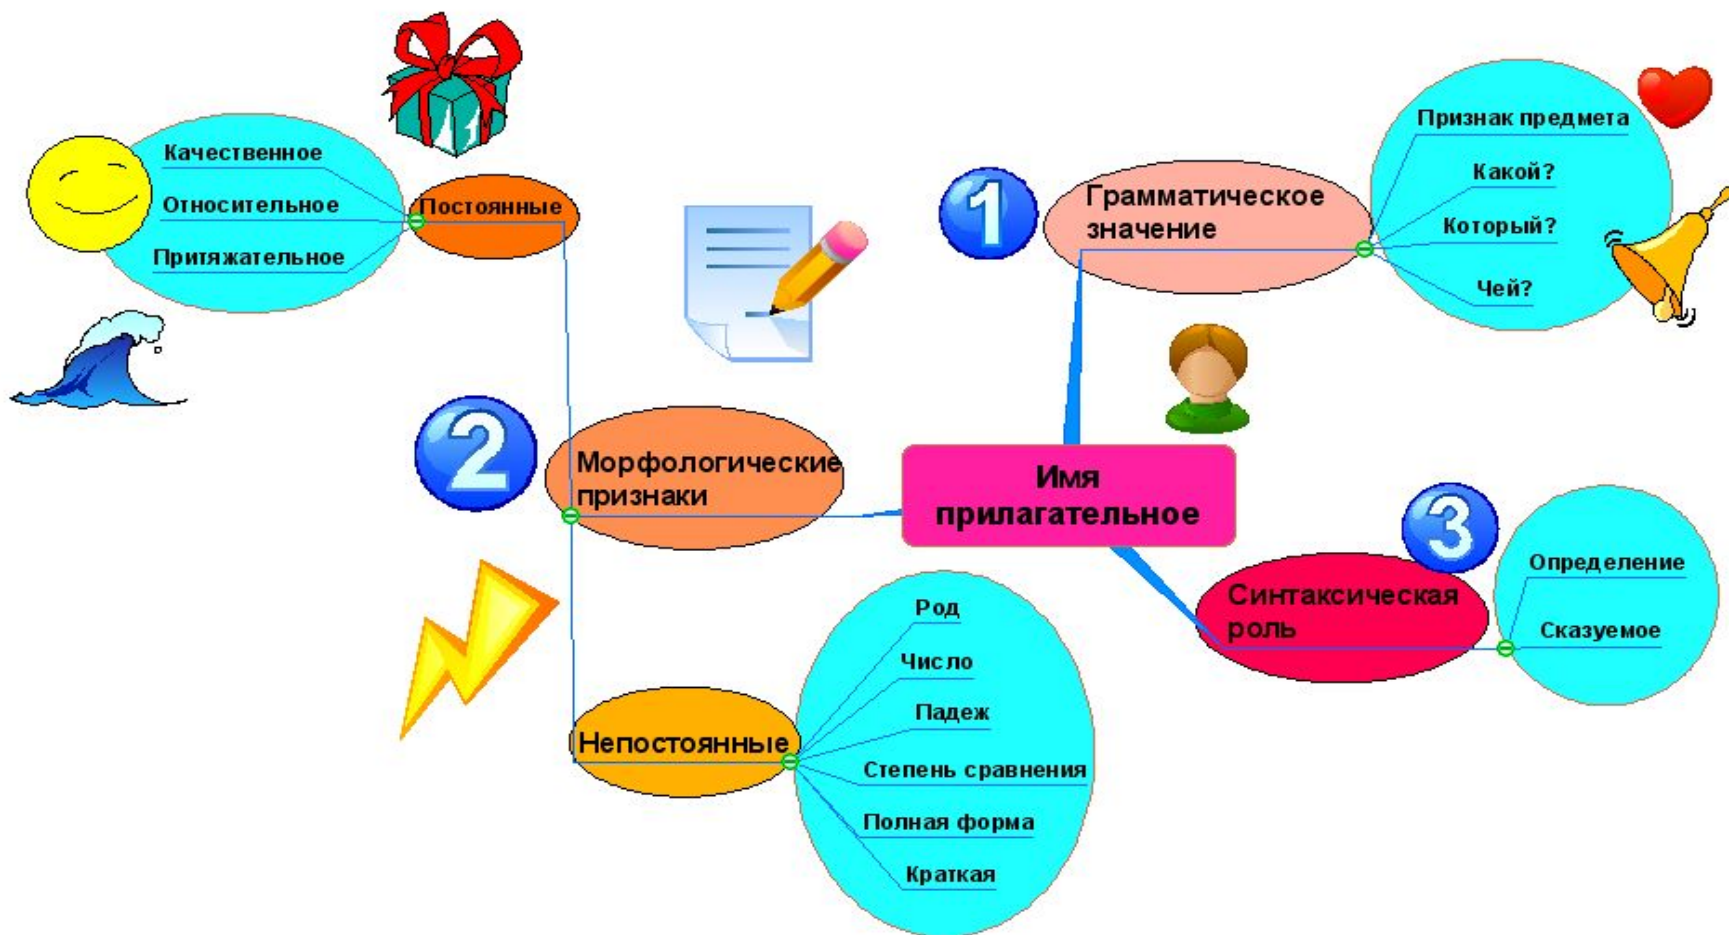 Имя
прилагательное
1
Грамматическое
значение
Признак предмета
Какой?
Который?
Чей?
2
Морфологические
признаки
Постоянные
Качественное
Относительное
Притяжательное
Непостоянные
Род
Число
Падеж
Степень сравнения
Полная форма
Краткая
3
Синтаксическая
роль
Определение
Сказуемое